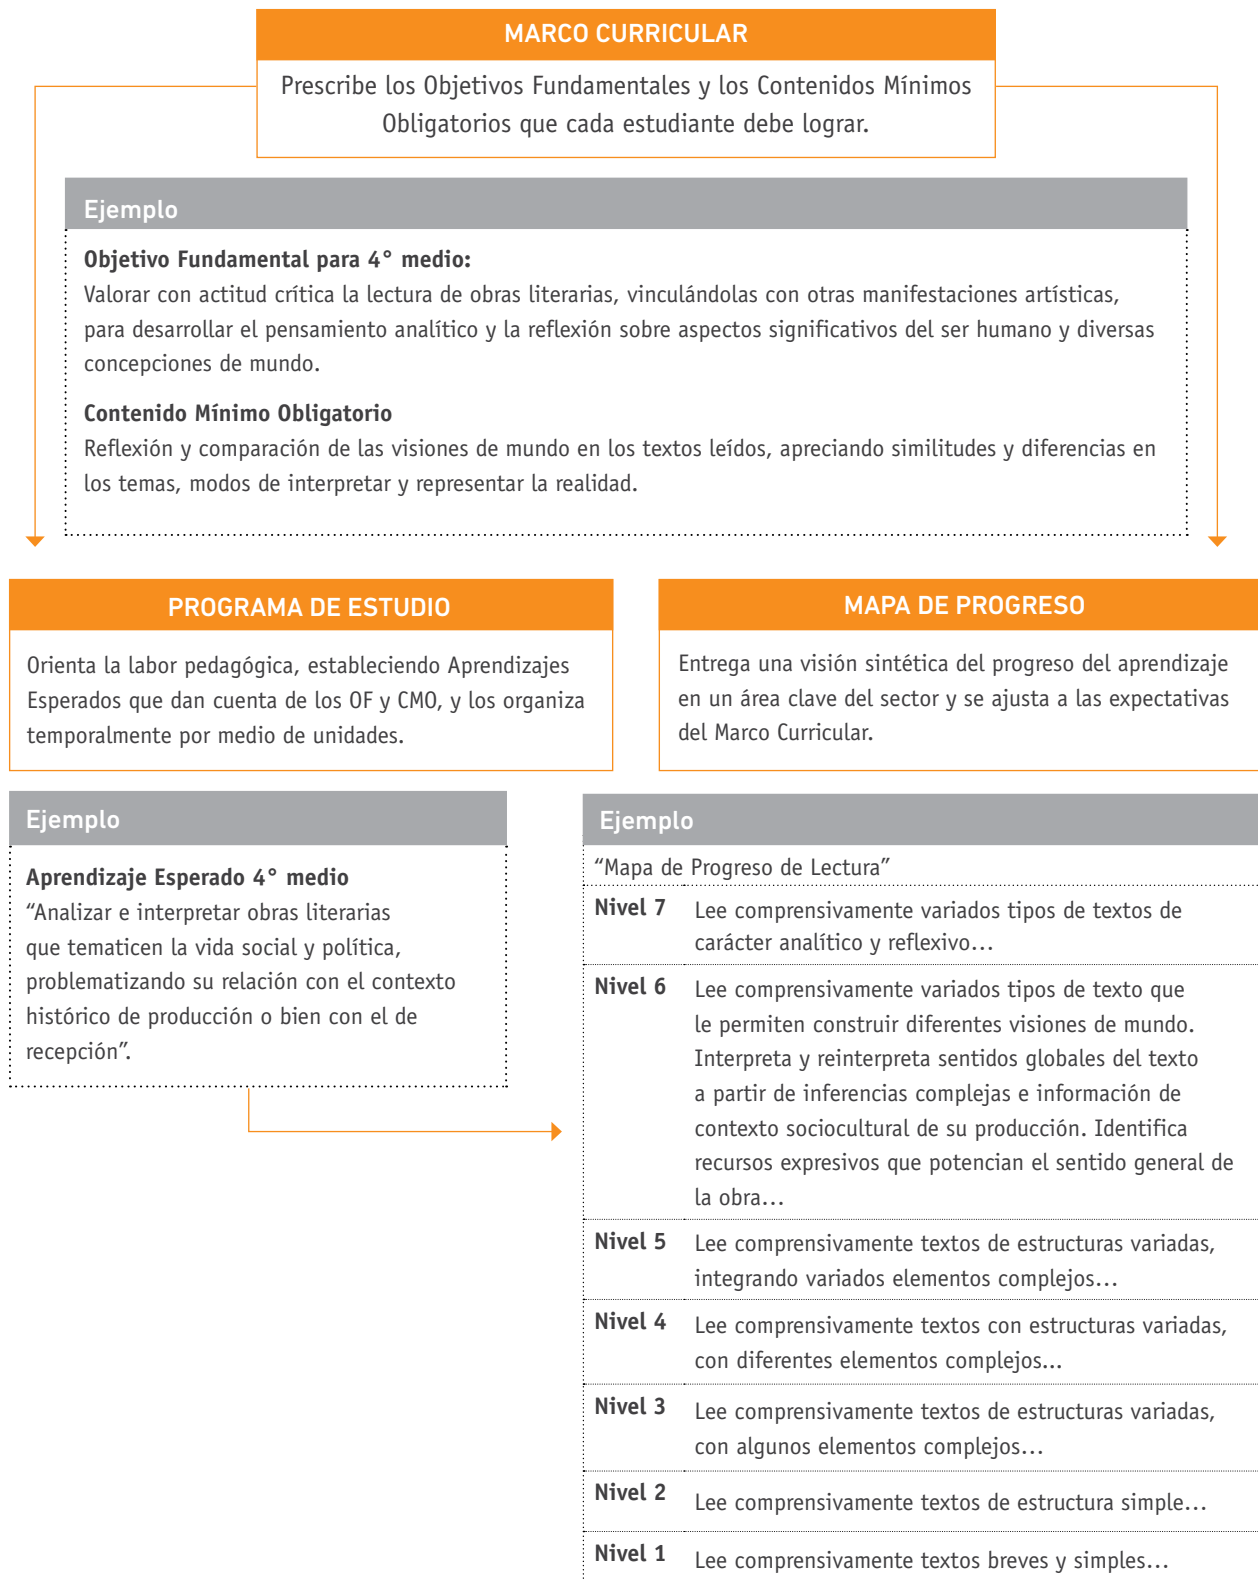 MARCO CURRICULAR
Prescribe los Objetivos Fundamentales y los Contenidos Mínimos
Obligatorios que cada estudiante debe lograr.
Ejemplo
Objetivo Fundamental para 4° medio:
Valorar con actitud crítica la lectura de obras literarias, vinculándolas con otras manifestaciones artísticas,
para desarrollar el pensamiento analítico y la reflexión sobre aspectos significativos del ser humano y diversas
concepciones de mundo.
Contenido Mínimo Obligatorio
Reflexión y comparación de las visiones de mundo en los textos leídos, apreciando similitudes y diferencias en
los temas, modos de interpretar y representar la realidad.
PROGRAMA DE ESTUDIO
Orienta la labor pedagógica, estableciendo Aprendizajes
Esperados que dan cuenta de los OF y CMO, y los organiza
temporalmente por medio de unidades.
MAPA DE PROGRESO
Entrega una visión sintética del progreso del aprendizaje
en un área clave del sector y se ajusta a las expectativas
del Marco Curricular.
Ejemplo
Aprendizaje Esperado 4° medio
“Analizar e interpretar obras literarias
que tematicen la vida social y política,
problematizando su relación con el contexto
histórico de producción o bien con el de
recepción”.
Ejemplo
“Mapa de Progreso de Lectura”
Nivel 7 Lee comprensivamente variados tipos de textos de
carácter analítico y reflexivo…
Nivel 6 Lee comprensivamente variados tipos de texto que
le permiten construir diferentes visiones de mundo.
Interpreta y reinterpreta sentidos globales del texto
a partir de inferencias complejas e información de
contexto sociocultural de su producción. Identifica
recursos expresivos que potencian el sentido general de
la obra…
Nivel 5 Lee comprensivamente textos de estructuras variadas,
integrando variados elementos complejos…
Nivel 4 Lee comprensivamente textos con estructuras variadas,
con diferentes elementos complejos...
Nivel 3 Lee comprensivamente textos de estructuras variadas,
con algunos elementos complejos…
Nivel 2 Lee comprensivamente textos de estructura simple…
Nivel 1 Lee comprensivamente textos breves y simples…